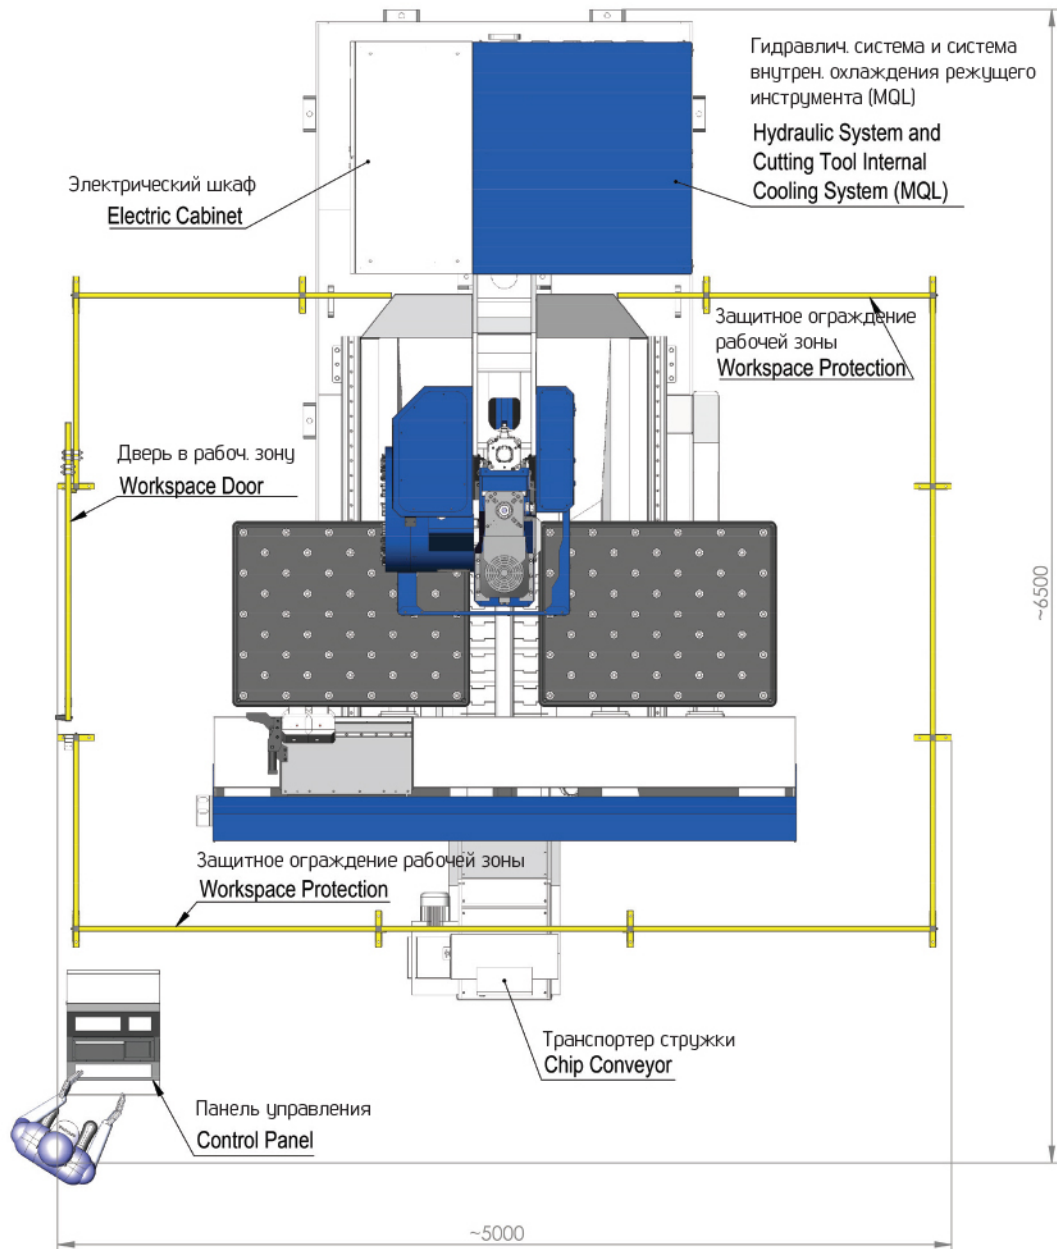 Гидравлич. система и система
внутрен. охлаждения режущего
инструмента (MQL)
Hydraulic System and
Cutting Tool Internal
Cooling System (MQL)
Электрический шкаф
Electric Cabinet
Защитное ограждение
рабочей зоны
Workspace Protection
Дверь в рабоч. зону
Workspace Door
~6500
Защитное ограждение рабочей зоны
Workspace Protection
Транспортер стружки
Chip Conveyor
Панель управления
Control Panel
~5000